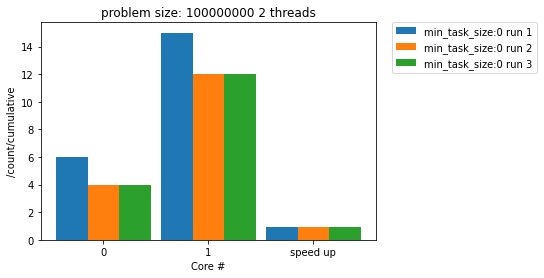 problem size: 100000000 2 threads
min_task_size:0 run 1
min_task_size:0 run 2
min_task_size:0 run 3
/count/cumulative
14
12
10
8
6
4
2
0
0 1 speed up
Core #